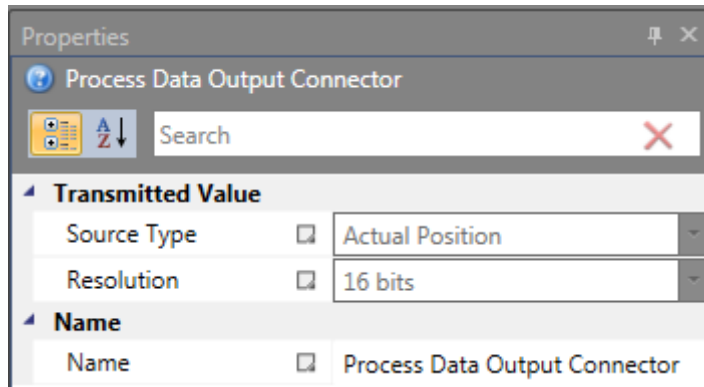 Properties
Process Data Output Connector
A
Z
Search
Transmitted Value
Source Type Actual Position
Resolution 16 bits
Name
Name Process Data Output Connector